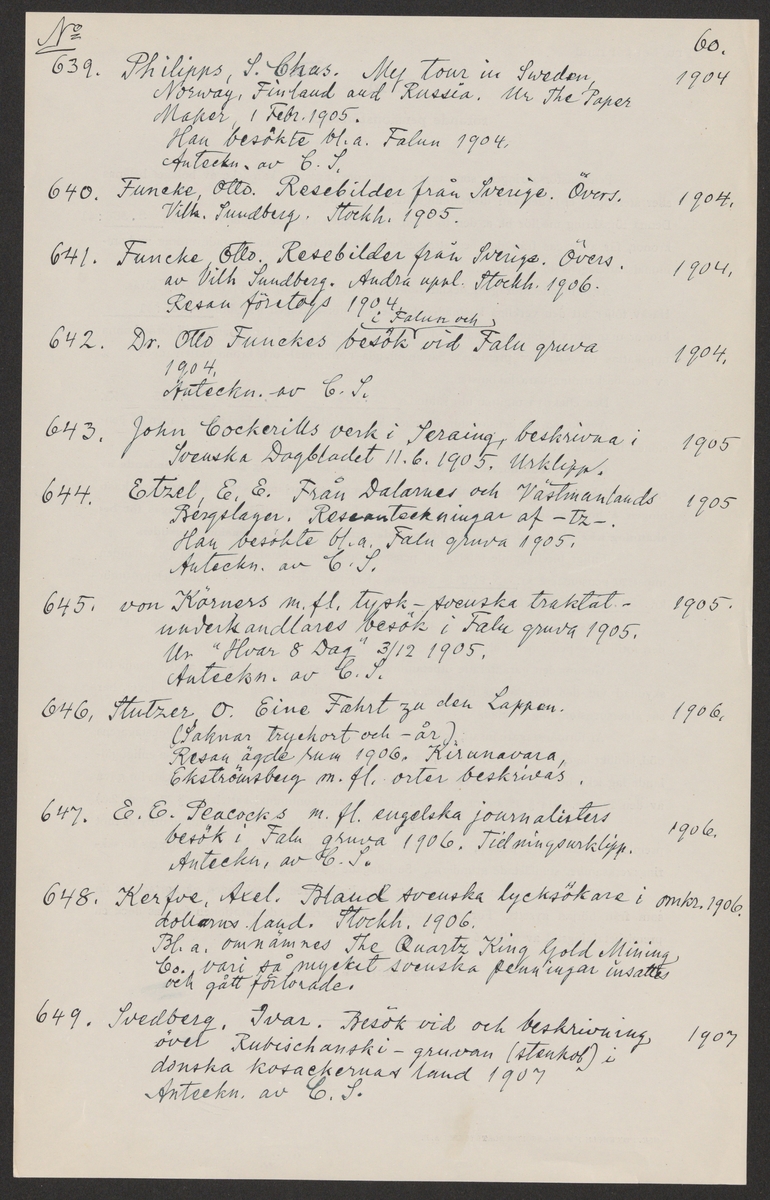 No 60.
639. Philipps, S. Chas. My tour in Sweden, 1904
Norway, Finland and Russia. Ur The Paper
Maker, 1 Febr. 1905.
Han besökte bl.a. Falun 1904.
Anteckn. av C. S.
640. Funcke, Otto. Resebilder från Sverige. Övers. 1904.
Vilh. Sundberg. Stockh. 1905.
641. Funcke, Otto. Resebilder från Sverige. Övers. 1904.
av Vilh Sundberg. Andra uppl. Stockh. 1906.
Resan företogs 1904.
i Falun och
642. Dr. Otto Funckes besök vid Falu gruva 1904.
1904.
Anteckn. av C. S.
643. John Cockerills verk i Seraing, beskrivna i 1905
Svenska Dagbladet 11.6.1905. Urklipp.
644. Etzel, E. E. Från Dalarnes och Västmanlands 1905
Bergslager. Reseanteckningar af -tz-.
Han besökte bl.a. Falu gruva 1905.
Anteckn. av C. S.
645. von Körners m.fl. tysk-svenska traktat- 1905.
underhandlares besök i Falu gruva 1905.
Ur "Hvar 8 Dag" 3/12 1905.
Anteckn. av C. S.
646. Stutzer, O. Eine Fahrt zu den Lappen. 1906.
(Saknar tryckort och -år)
Resan ägde rum 1906. Kirunavara,
Ekströmsberg m.fl. orter beskrivas.
647. E. E. Peacocks m.fl. engelska journalisters 1906.
besök i Falu gruva 1906. Tidningsurklipp.
Anteckn. av C. S.
648. Kerfve, Axel. Bland svenska lycksökare i omkr. 1906.
dollarns land. Stockh. 1906.
Bl.a. omnämnes The Quartz King Gold Mining
Co., vari så mycket svenska penningar insattes
och gått förlorade.
649. Svedberg, Ivar. Besök vid och beskrivning 1907
över Rubischanski-gruvan (stenkol) i
donska kosackernas land 1907
Anteckn. av C. S.